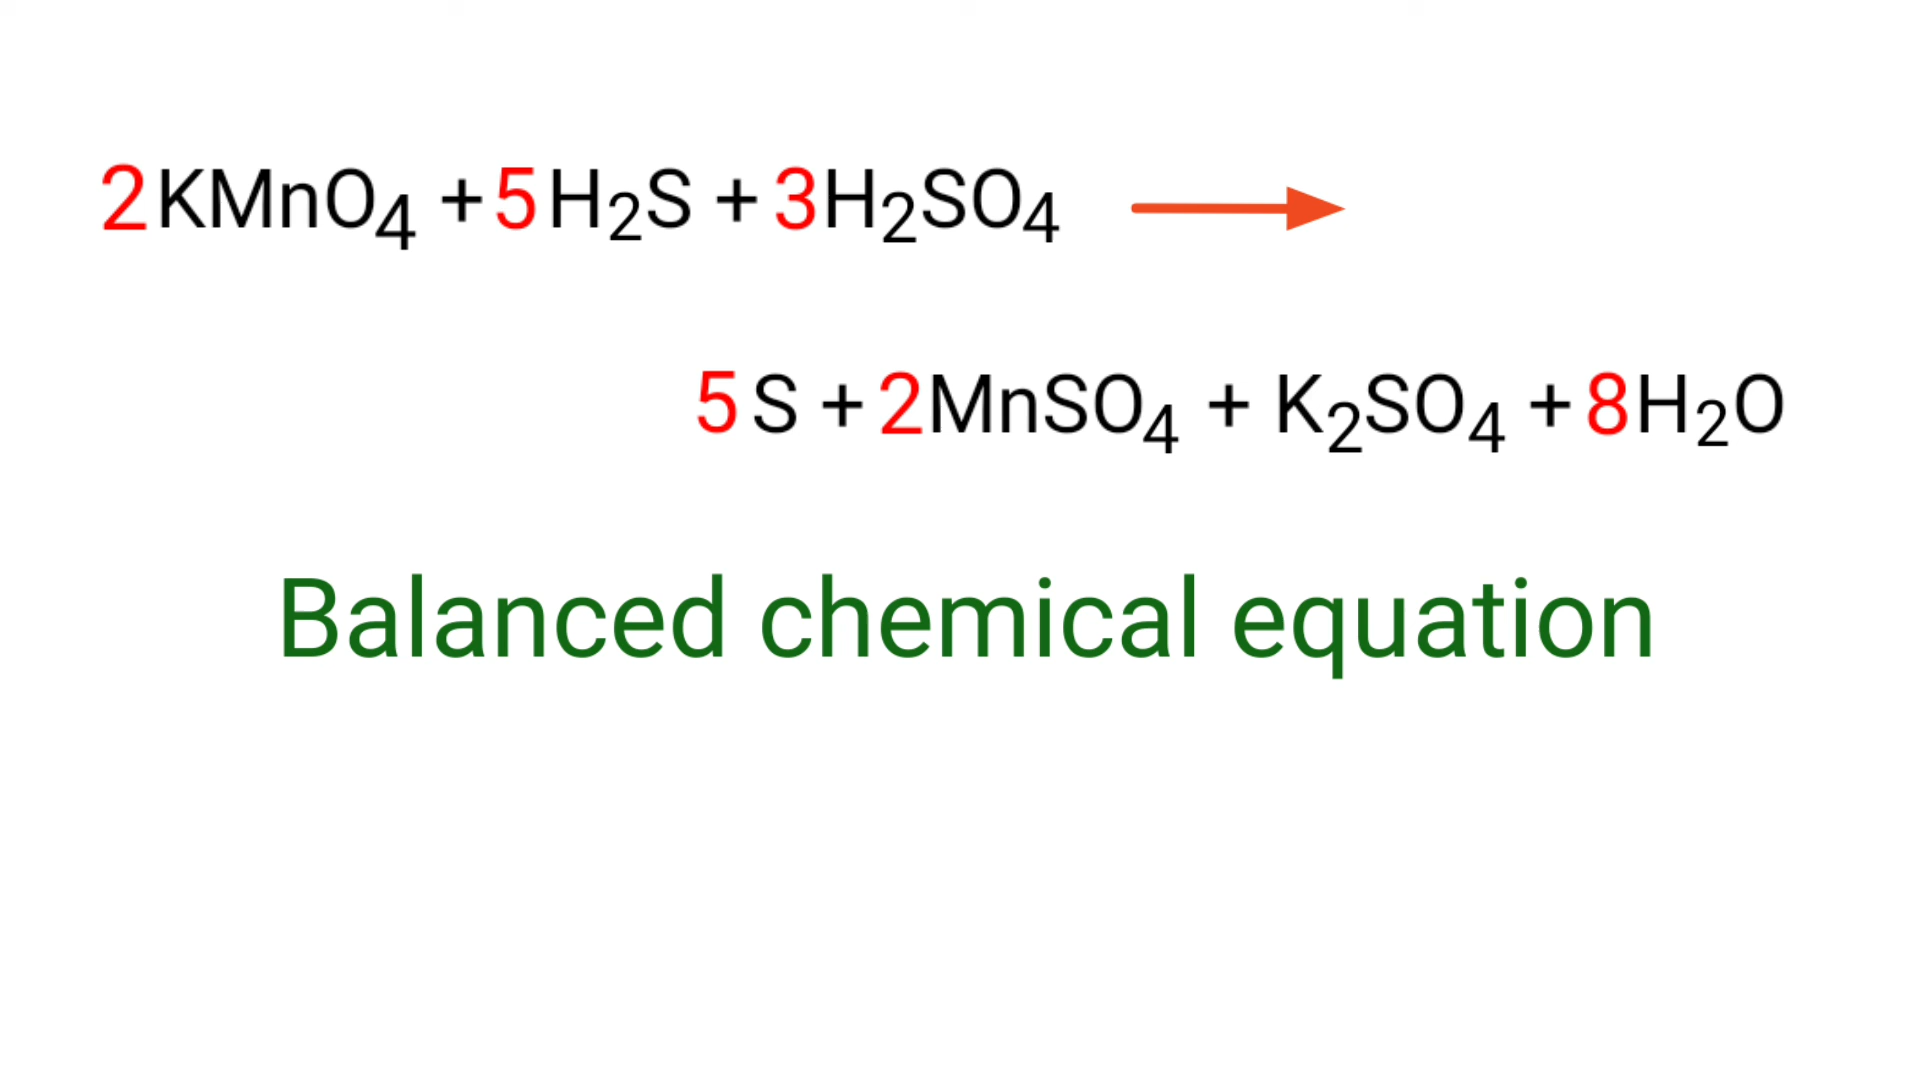 2KMnO₄ + 5H₂S + 3H₂SO₄ →
5S + 2MnSO₄ + K₂SO₄ + 8H₂O
Balanced chemical equation